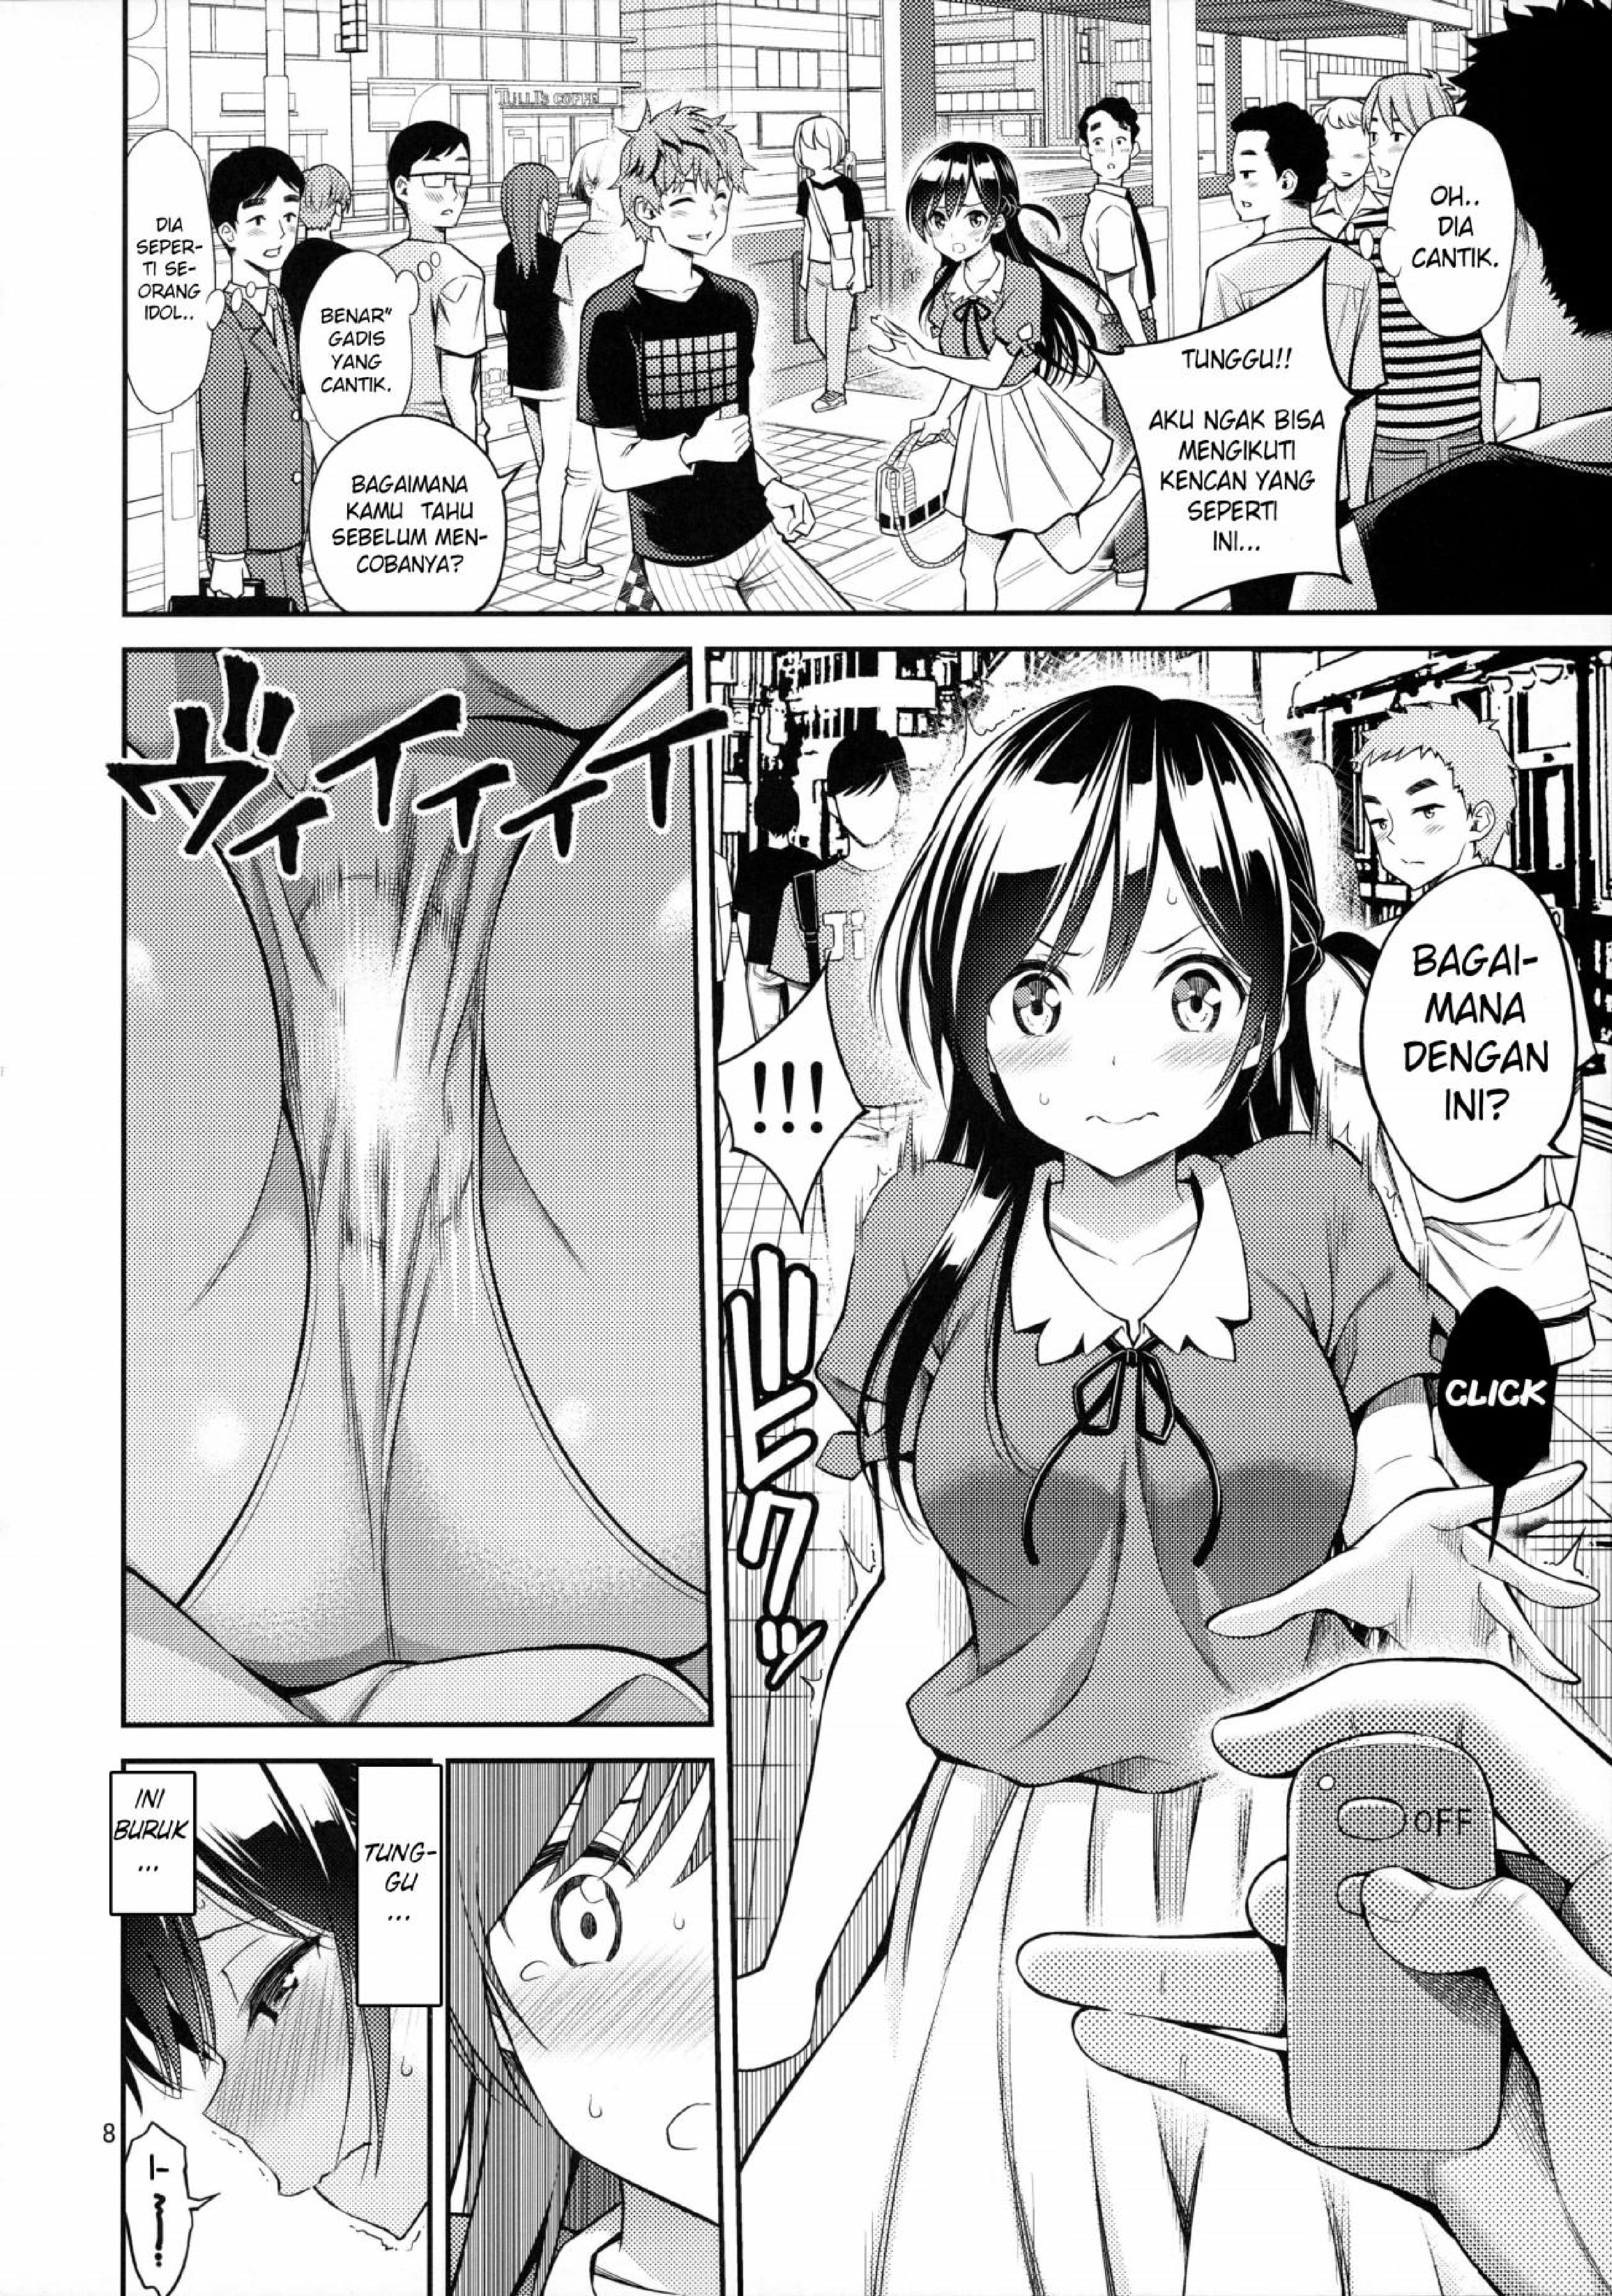 TULLY'S COFFE
OH..
DIA
CANTIK.
TUNGGU!!
AKU NGAK BISA
MENGIKUTI
KENCAN YANG
SEPERTI
INI...
BENAR"
GADIS
YANG
CANTIK.
DIA
SEPER-
TI SE-
ORANG
IDOL..
BAGAIMANA
KAMU TAHU
SEBELUM MEN-
COBANYA?
BAGAI-
MANA
DENGAN
INI?
CLICK
Ji
!!!
ビクッ
OFF
ヴィイイイ
TUNG-
GU
...
INI
BURUK
...
8